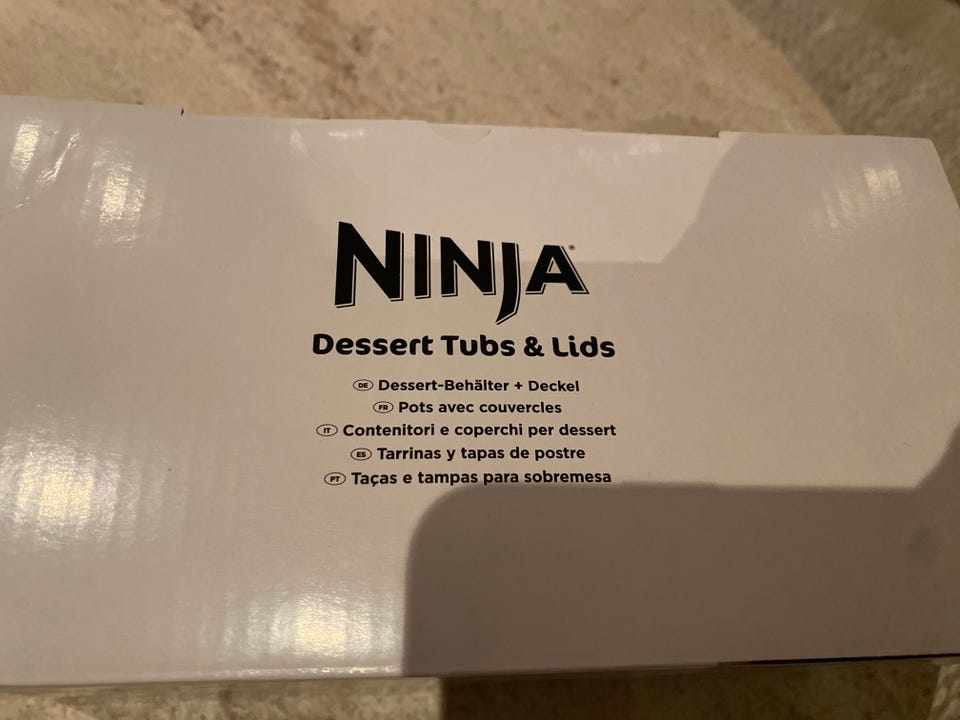 NINJA®
Dessert Tubs & Lids
DE Dessert-Behälter + Deckel
FR Pots avec couvercles
IT Contenitori e coperchi per dessert
ES Tarrinas y tapas de postre
PT Taças e tampas para sobremesa